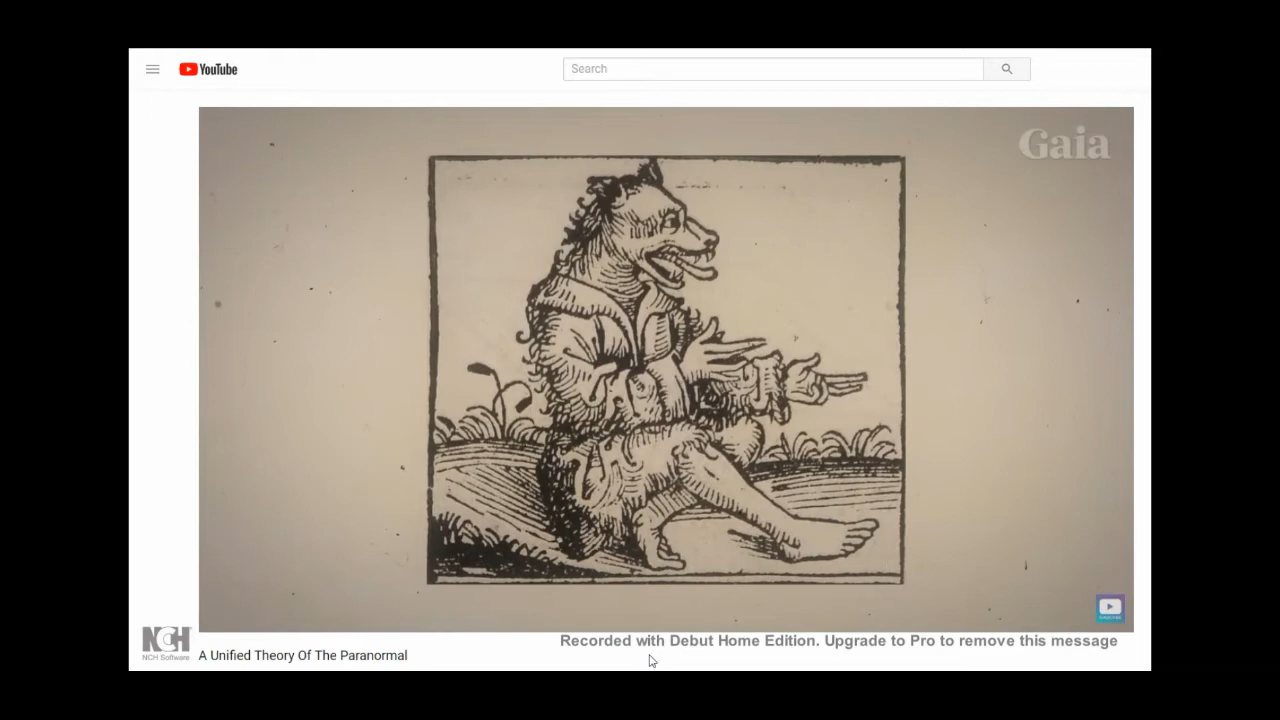 YouTube
Search
Gaia
SUBSCRIBE
NCH
NCH Software
Recorded with Debut Home Edition. Upgrade to Pro to remove this message
A Unified Theory Of The Paranormal